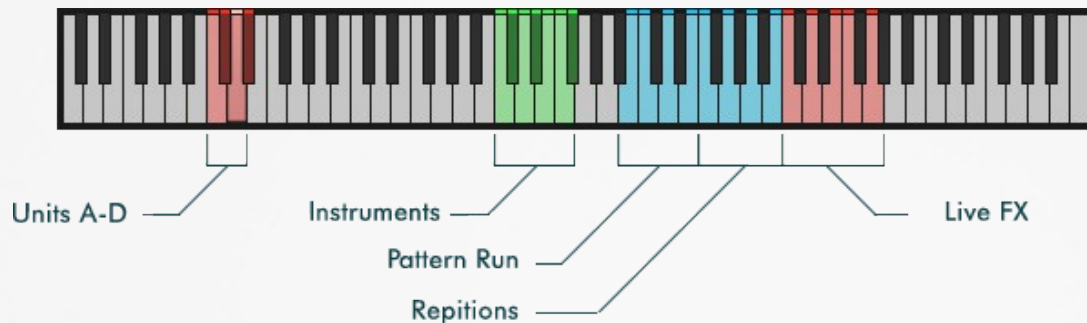 Units A-D
Instruments
Live FX
Pattern Run
Repitions